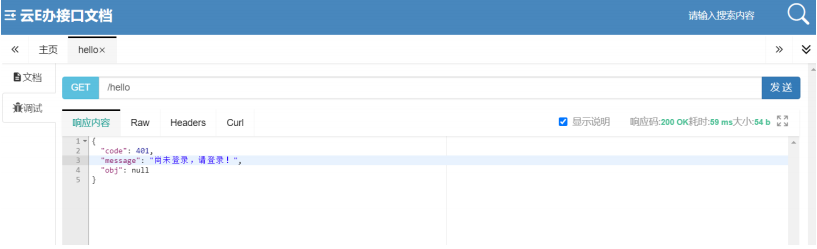 云E办接口文档 请输入搜索内容
« 主页 hello× »
文档
GET /hello 发送
调试
响应内容 Raw Headers Curl 显示说明 响应码:200 OK耗时:59 ms大小:54 b
1 {
2 "code": 401,
3 "message": "尚未登录，请登录！",
4 "obj": null
5 }